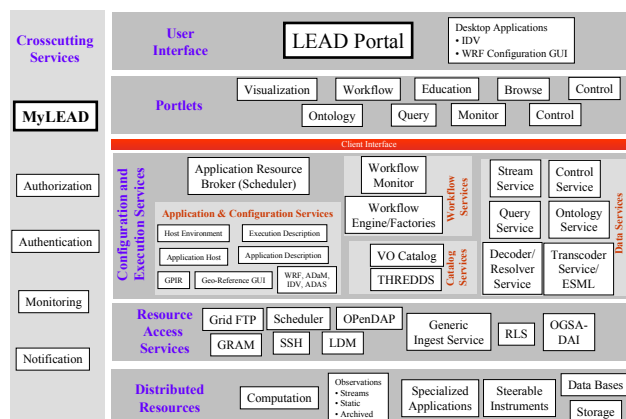 Crosscutting
Services
MyLEAD
Authorization
Authentication
Monitoring
Notification
User
Interface
LEAD Portal
Desktop Applications
• IDV
• WRF Configuration GUI
Portlets
Visualization
Workflow
Education
Browse
Control
Ontology
Query
Monitor
Control
Client Interface
Configuration and
Execution Services
Application Resource
Broker (Scheduler)
Application & Configuration Services
Host Environment
Execution Description
Application Host
Application Description
GPIR
Geo-Reference GUI
WRF, ADaM,
IDV, ADAS
Workflow
Monitor
Workflow
Engine/Factories
Workflow
Services
VO Catalog
THREDDS
Catalog
Services
Stream
Service
Control
Service
Query
Service
Ontology
Service
Decoder/
Resolver
Service
Transcoder
Service/
ESML
Data Services
Resource
Access
Services
Grid FTP
Scheduler
OPenDAP
GRAM
SSH
LDM
Generic
Ingest Service
RLS
OGSA-
DAI
Distributed
Resources
Computation
Observations
• Streams
• Static
• Archived
Specialized
Applications
Steerable
Instruments
Data Bases
Storage